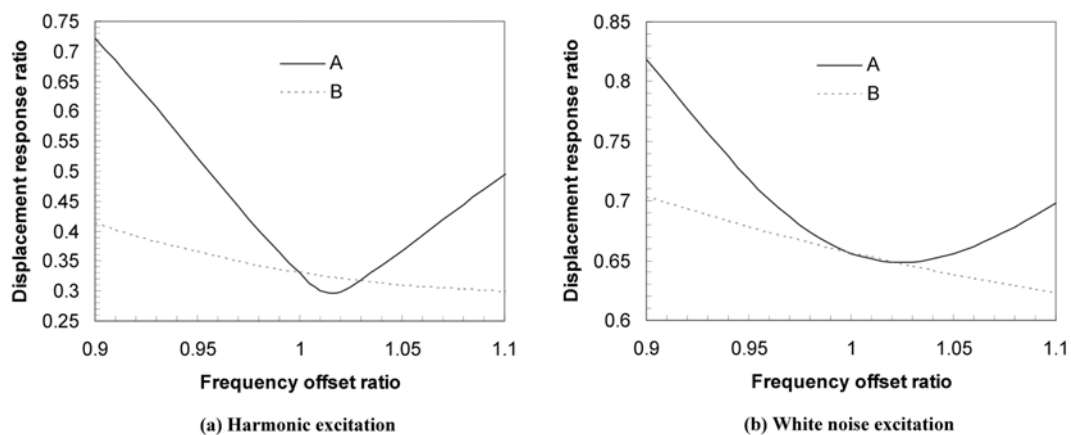 Displacement response ratio
0.75
0.7
0.65
0.6
0.55
0.5
0.45
0.4
0.35
0.3
0.25
A
B
0.9
0.95
1
1.05
1.1
Frequency offset ratio
(a) Harmonic excitation
Displacement response ratio
0.85
0.8
0.7
0.65
0.6
A
B
0.9
0.95
1
1.05
1.1
Frequency offset ratio
(b) White noise excitation